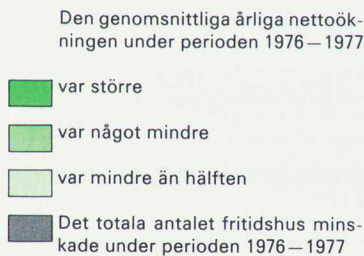 Den genomsnittliga årliga nettoök-
ningen under perioden 1976—1977
var större
var något mindre
var mindre än hälften
Det totala antalet fritidshus mins-
kade under perioden 1976—1977